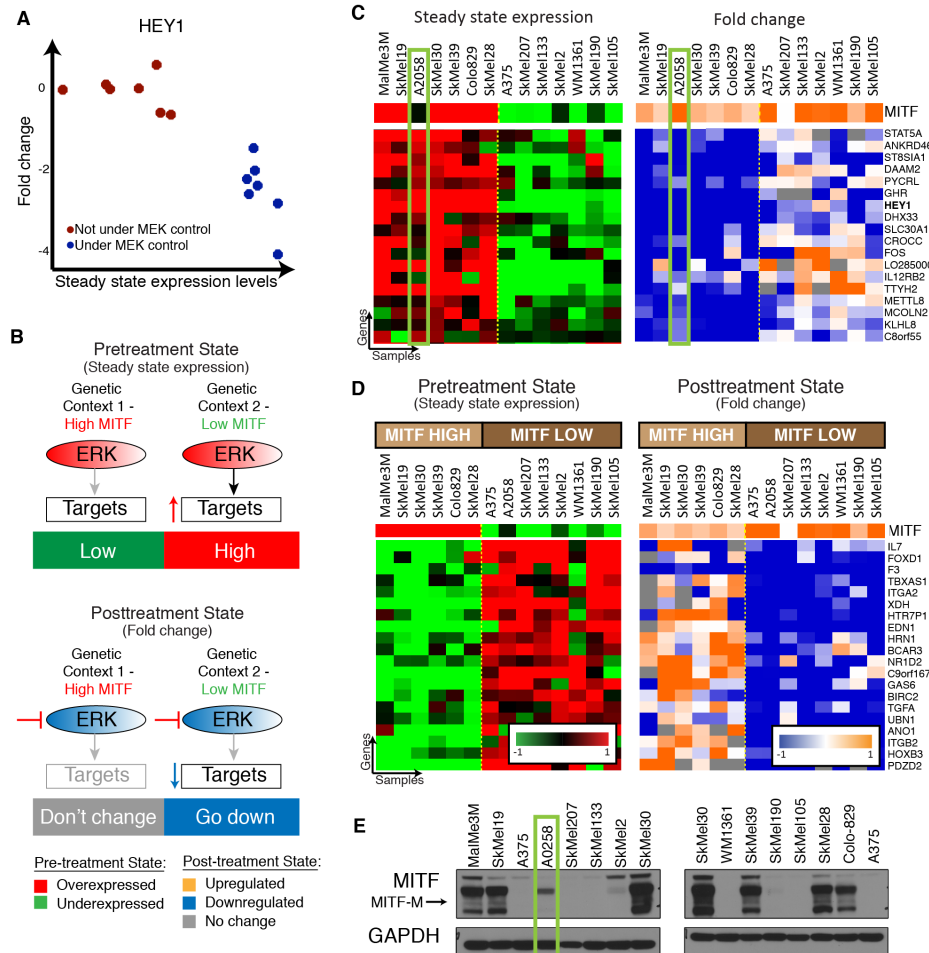 A
HEY1
Fold change
0
-2
-4
Not under MEK control
Under MEK control
Steady state expression levels
B
Pretreatment State
(Steady state expression)
Genetic
Context 1 -
High MITF
Genetic
Context 2 -
Low MITF
ERK
ERK
Targets
Targets
Low
High
Posttreatment State
(Fold change)
Genetic
Context 1 -
High MITF
Genetic
Context 2 -
Low MITF
ERK
ERK
Targets
Targets
Don't change
Go down
Pre-treatment State:
Overexpressed
Underexpressed
Post-treatment State:
Upregulated
Downregulated
No change
C
Steady state expression
Fold change
MalMe3M
SkMel19
A2058
SkMel30
SkMel39
Colo829
SkMel28
A375
SkMel207
SkMel133
SkMel2
WM1361
SkMel190
SkMel105
MalMe3M
SkMel19
A2058
SkMel30
SkMel39
Colo829
SkMel28
A375
SkMel207
SkMel133
SkMel2
WM1361
SkMel190
SkMel105
MITF
STAT5A
ANKRD46
ST8SIA1
DAAM2
PYCRL
GHR
HEY1
DHX33
SLC30A1
CROCC
FOS
LO285000
IL12RB2
TTYH2
METTL8
MCOLN2
KLHL8
C8orf55
Genes
Samples
D
Pretreatment State
(Steady state expression)
Posttreatment State
(Fold change)
MITF HIGH
MITF LOW
MITF HIGH
MITF LOW
MalMe3M
SkMel19
SkMel30
SkMel39
Colo829
SkMel28
A375
A2058
SkMel207
SkMel133
SkMel2
WM1361
SkMel190
SkMel105
MalMe3M
SkMel19
SkMel30
SkMel39
Colo829
SkMel28
A375
A2058
SkMel207
SkMel133
SkMel2
WM1361
SkMel190
SkMel105
MITF
IL7
FOXD1
F3
TBXAS1
ITGA2
XDH
HTR7P1
EDN1
HRN1
BCAR3
NR1D2
C9orf167
GAS6
BIRC2
TGFA
UBN1
ANO1
ITGB2
HOXB3
PDZD2
-1
1
-1
1
Genes
Samples
E
MalMe3M
SkMel19
A375
A0258
SkMel207
SkMel133
SkMel2
SkMel30
SkMel30
WM1361
SkMel39
SkMel190
SkMel105
SkMel28
Colo-829
A375
MITF
MITF-M
GAPDH